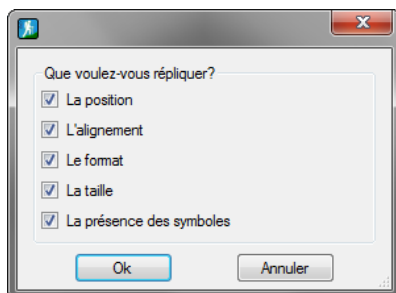 Que voulez-vous répliquer?
La position
L'alignement
Le format
La taille
La présence des symboles
Ok Annuler